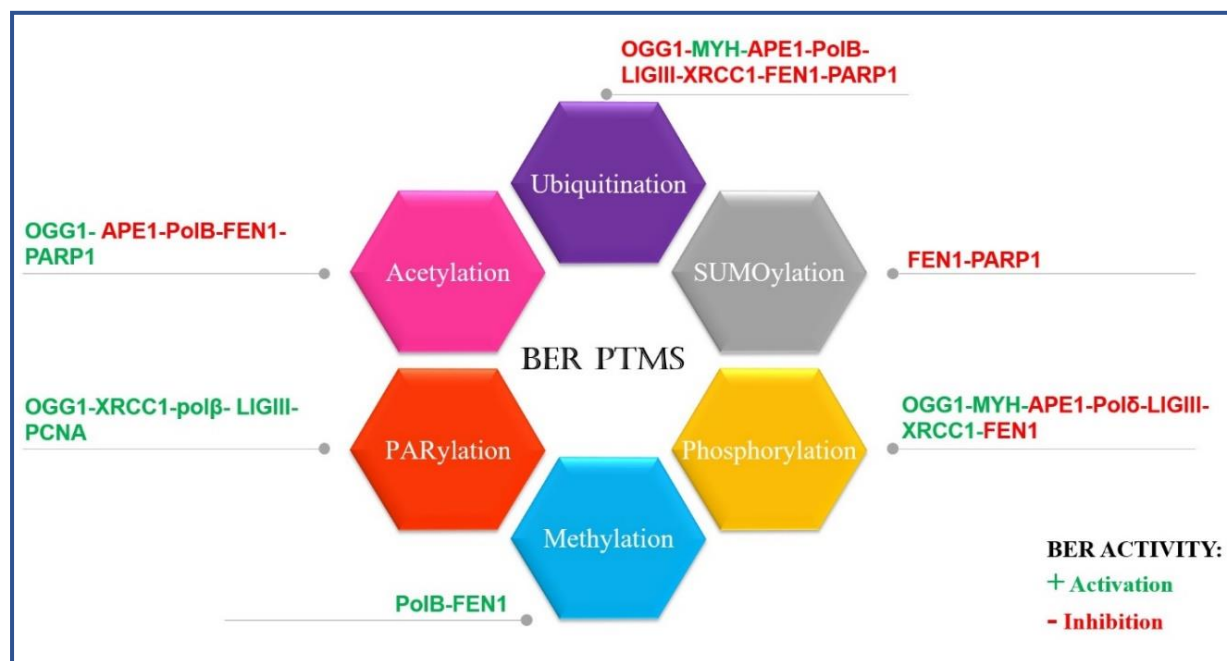 OGG1-MYH-APE1-PolB-
LIGIII-XRCC1-FEN1-PARP1
Ubiquitination
OGG1- APE1-PolB-FEN1-
PARP1
Acetylation
SUMOylation
FEN1-PARP1
BER PTMS
OGG1-XRCC1-polβ- LIGIII-
PCNA
PARylation
Phosphorylation
OGG1-MYH-APE1-Polδ-LIGIII-
XRCC1-FEN1
Methylation
PolB-FEN1
BER ACTIVITY:
+ Activation
- Inhibition